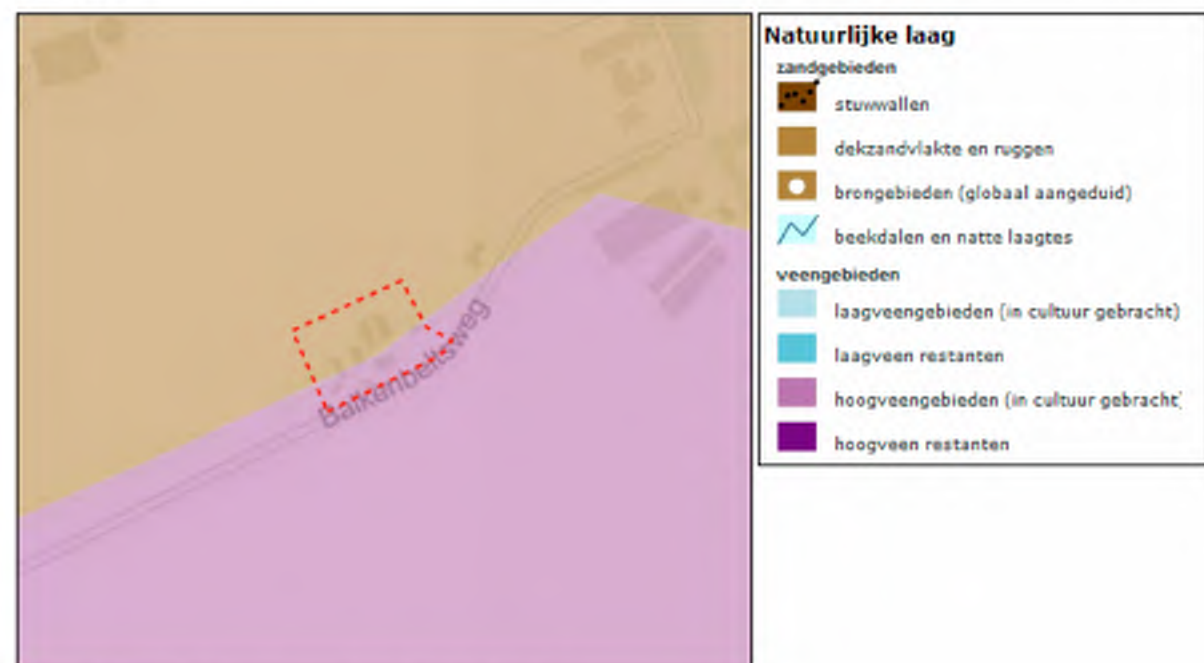 Natuurlijke laag
zandgebieden
stuwwallen
dekzandvlakte en ruggen
brongebieden (globaal aangeduid)
beekdalen en natte laagtes
veengebieden
laagveengebieden (in cultuur gebracht)
laagveen restanten
hoogveengebieden (in cultuur gebracht)
hoogveen restanten
Balkenbeltsweg